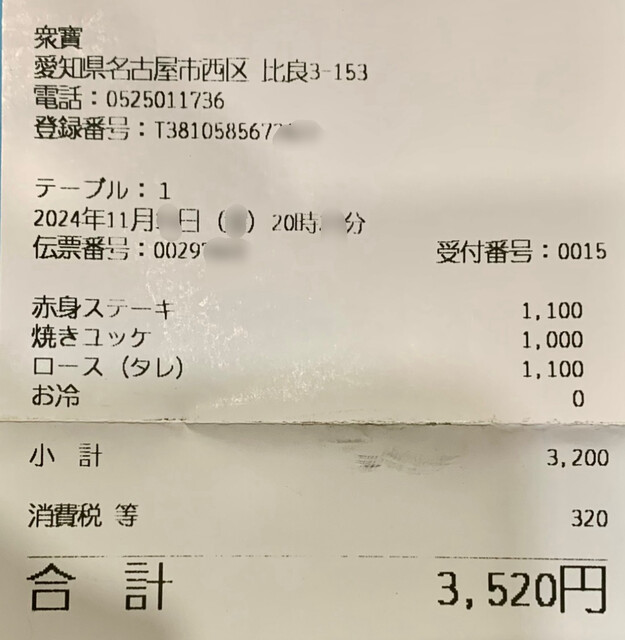 衆寶
愛知県名古屋市西区 比良3-153
電話：0525011736
登録番号：T3810585677
テーブル：1
2024年11月 日（ ）20時 分
伝票番号：0029
受付番号：0015
赤身ステーキ 1,100
焼きユッケ 1,000
ロース（タレ） 1,100
お冷 0
小 計 3,200
消費税 等 320
合 計 3,520円